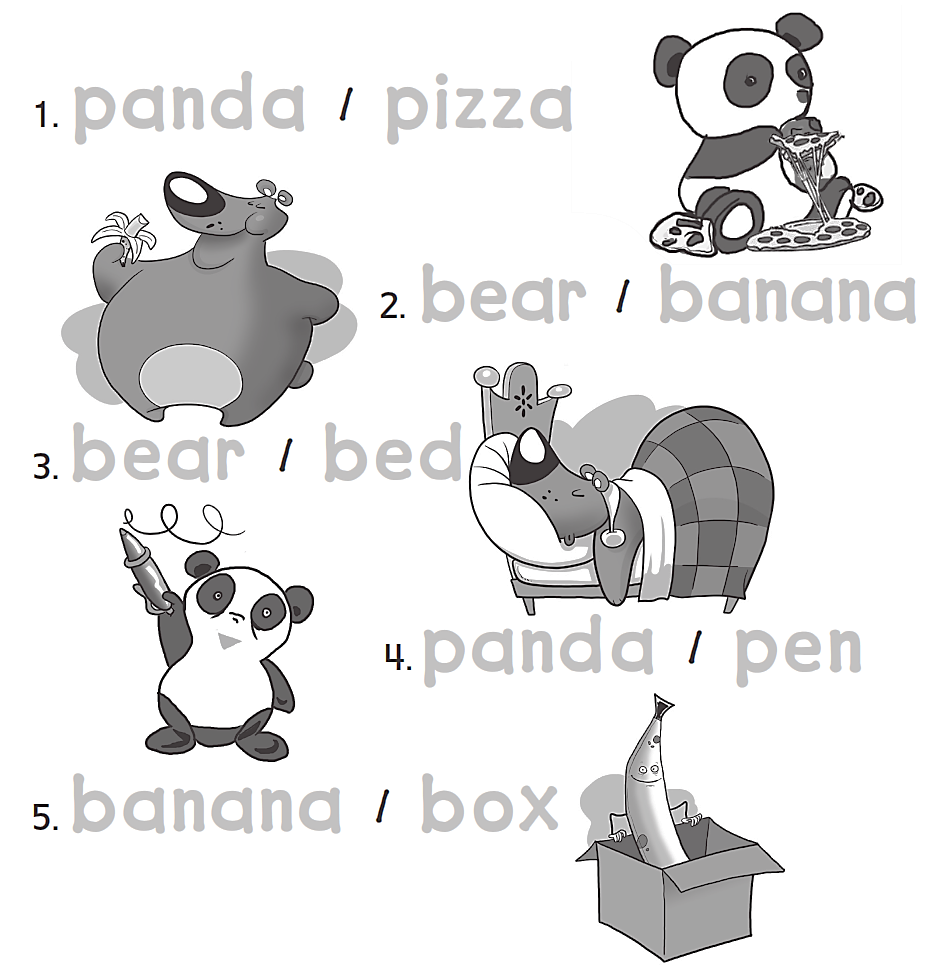 1. panda / pizza
2. bear / banana
3. bear / bed
4. panda / pen
5. banana / box